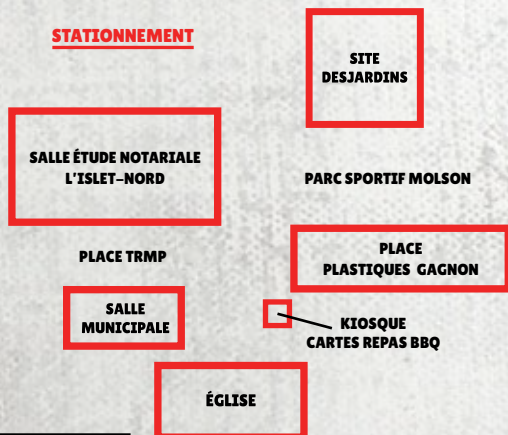 STATIONNEMENT
SITE
DESJARDINS
SALLE ÉTUDE NOTARIALE
L'ISLET-NORD
PARC SPORTIF MOLSON
PLACE TRMP
PLACE
PLASTIQUES GAGNON
SALLE
MUNICIPALE
KIOSQUE
CARTES REPAS BBQ
ÉGLISE